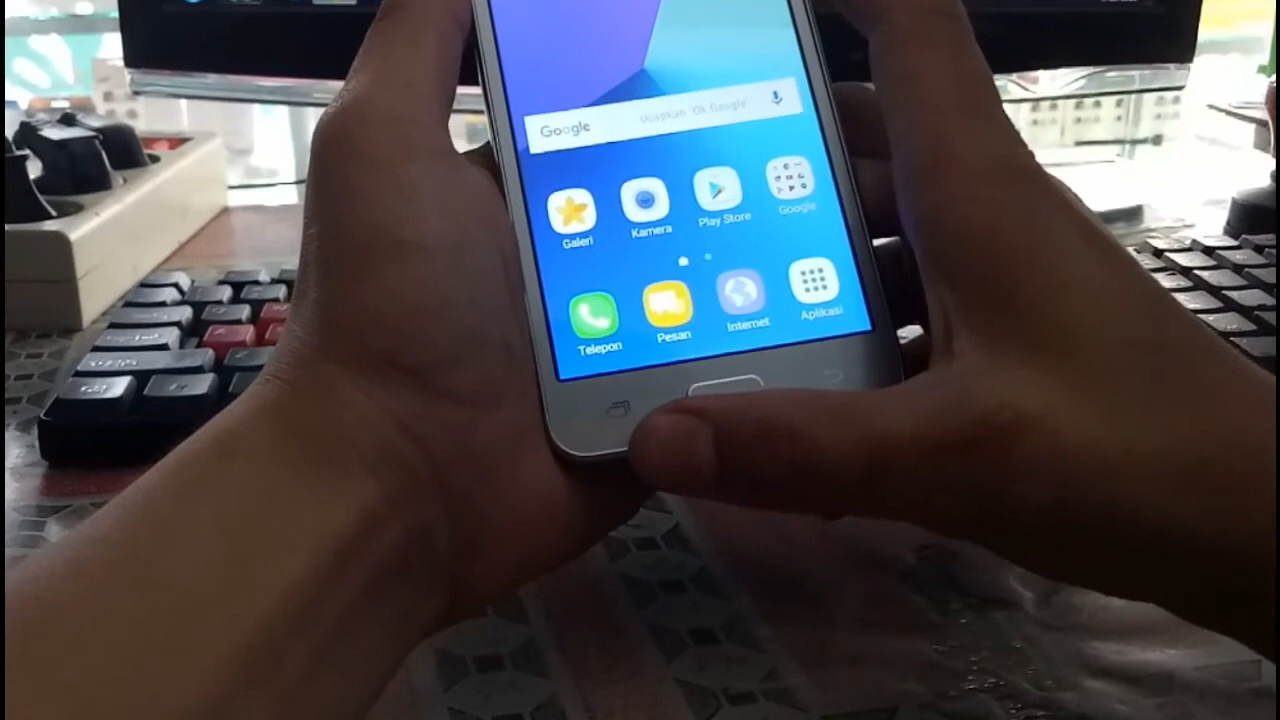 Google Ucapkan "Ok Google"
Galeri
Kamera
Play Store
Google
Telepon
Pesan
Internet
Aplikasi